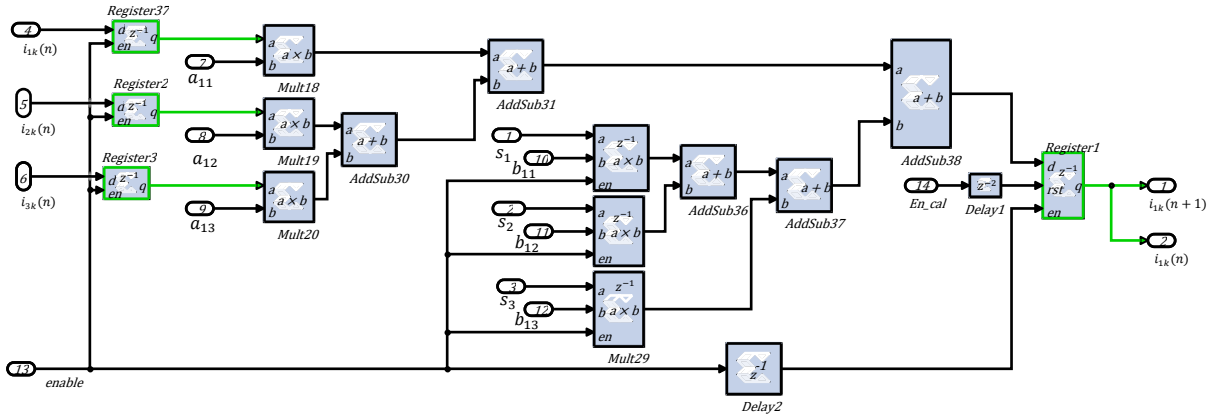 Register37
4
i₁ₖ(n)
d z⁻¹ q
en
a
b
a × b
7
a₁₁
Mult18
a
b
a + b
AddSub31
a
b
a + b
AddSub38
Register2
5
i₂ₖ(n)
d z⁻¹ q
en
a
b
a × b
8
a₁₂
Mult19
a
b
a + b
AddSub30
Register3
6
i₃ₖ(n)
d z⁻¹ q
en
a
b
a × b
9
a₁₃
Mult20
1
s₁
10
b₁₁
a
b
en
z⁻¹
a × b
2
s₂
11
b₁₂
a
b
en
z⁻¹
a × b
3
s₃
12
b₁₃
a
b
en
z⁻¹
a × b
Mult29
a
b
a + b
AddSub36
a
b
a + b
AddSub37
14
En_cal
z⁻²
Delay1
Register1
d z⁻¹ q
rst
en
1
i₁ₖ(n + 1)
2
i₁ₖ(n)
13
enable
z⁻¹
Delay2